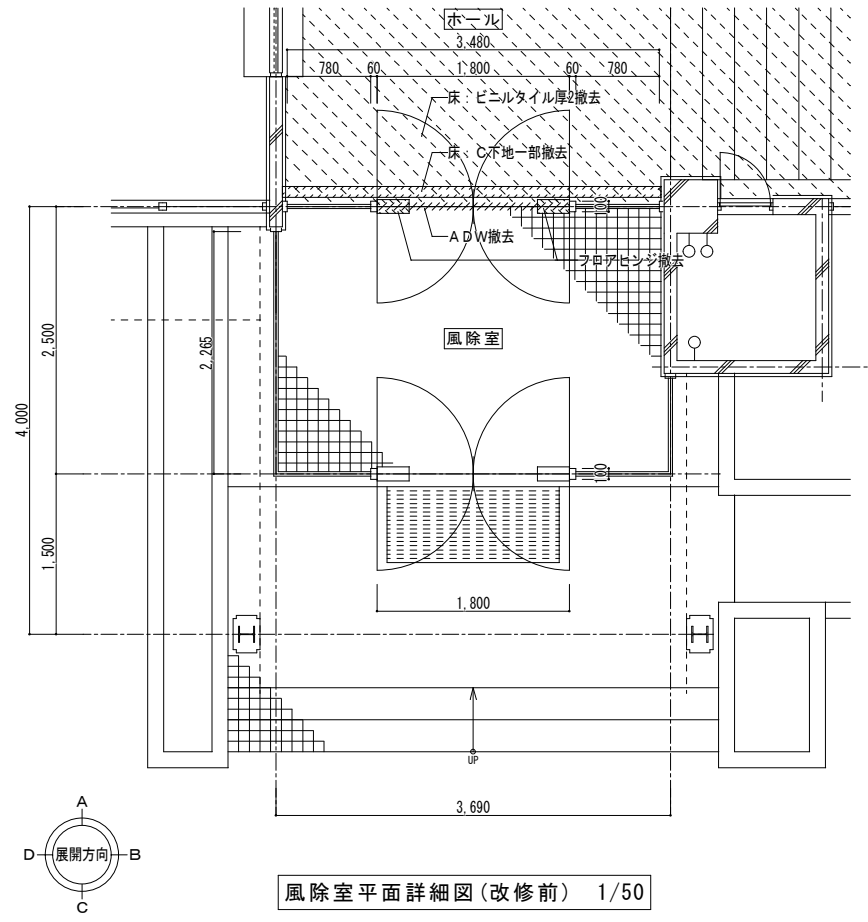 ホール
3,480
780 60 1,800 60 780
床：ビニルタイル厚2撤去
床：C下地一部撤去
100
ADW撤去
フロアヒンジ撤去
風除室
2,500
2,265
4,000
100
1,500
1,800
UP
3,690
A
D 展開方向 B
C
風除室平面詳細図(改修前) 1/50